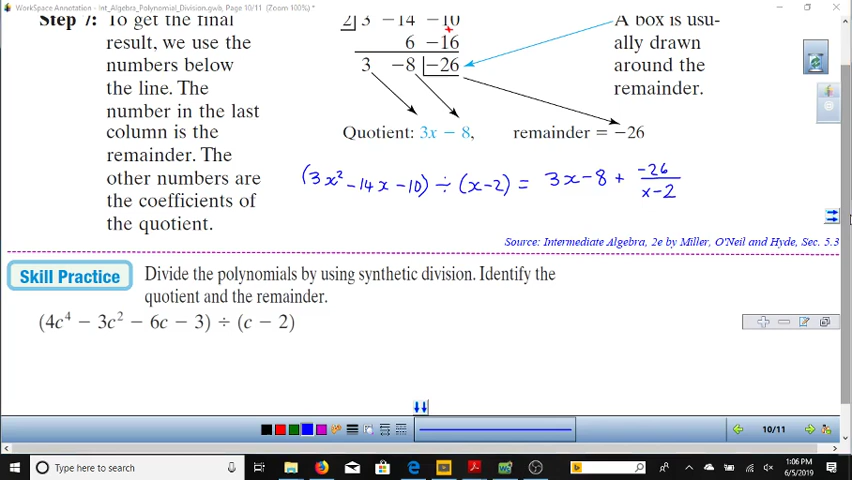 WorkSpace Annotation - Int_Algebra_Polynomial_Division.gwb, Page 10/11 (Zoom 100%) *
Step 7: To get the final
result, we use the
numbers below
the line. The
number in the last
column is the
remainder. The
other numbers are
the coefficients of
the quotient.
2| 3 −14 −10
6 −16
3 −8 |−26
A box is usu-
ally drawn
around the
remainder.
Quotient: 3x − 8, remainder = −26
(3x² −14x −10) ÷ (x−2) = 3x−8 + −26/x−2
Source: Intermediate Algebra, 2e by Miller, O'Neil and Hyde, Sec. 5.3
Skill Practice
Divide the polynomials by using synthetic division. Identify the
quotient and the remainder.
(4c⁴ − 3c² − 6c − 3) ÷ (c − 2)
10/11
Type here to search
1:06 PM
6/5/2019